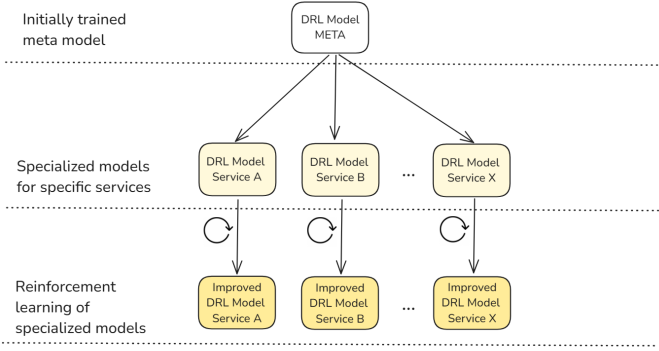 Initially trained
meta model
DRL Model
META
Specialized models
for specific services
DRL Model
Service A
DRL Model
Service B
...
DRL Model
Service X
Reinforcement
learning of
specialized models
Improved
DRL Model
Service A
Improved
DRL Model
Service B
...
Improved
DRL Model
Service X